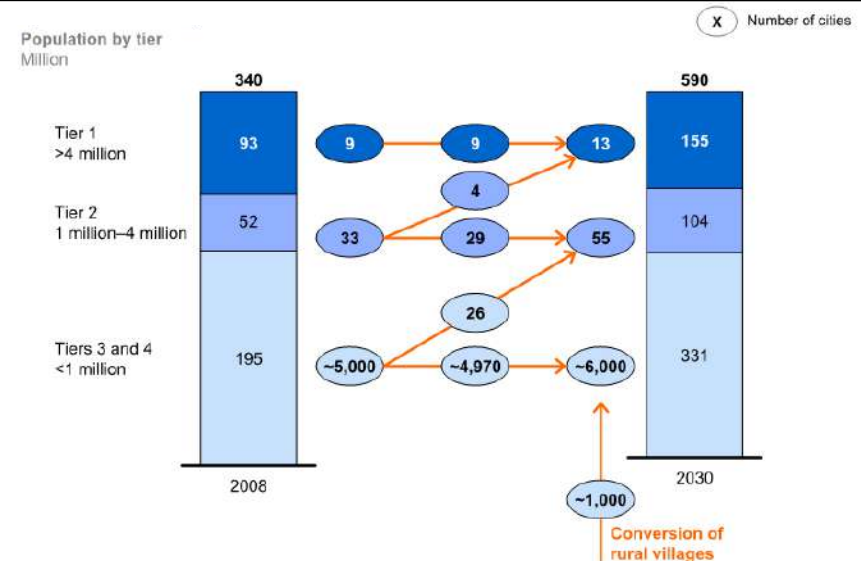 X Number of cities
Population by tier
Million
340
590
Tier 1
>4 million
93
9
9
13
155
4
Tier 2
1 million–4 million
52
33
29
55
104
26
Tiers 3 and 4
<1 million
195
~5,000
~4,970
~6,000
331
2008
2030
~1,000
Conversion of
rural villages